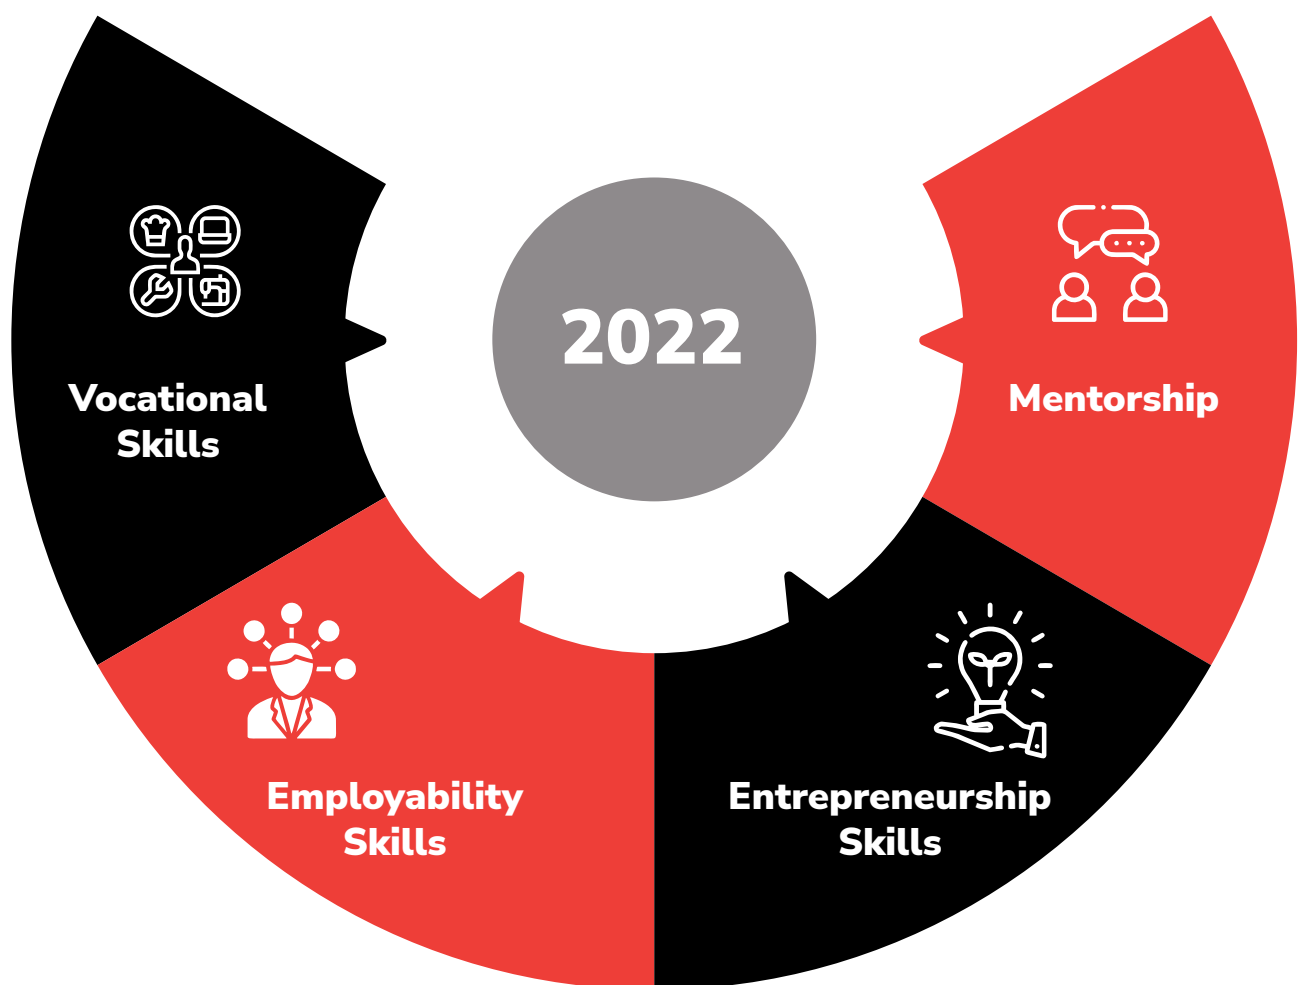 2022
Vocational
Skills
Employability
Skills
Entrepreneurship
Skills
Mentorship